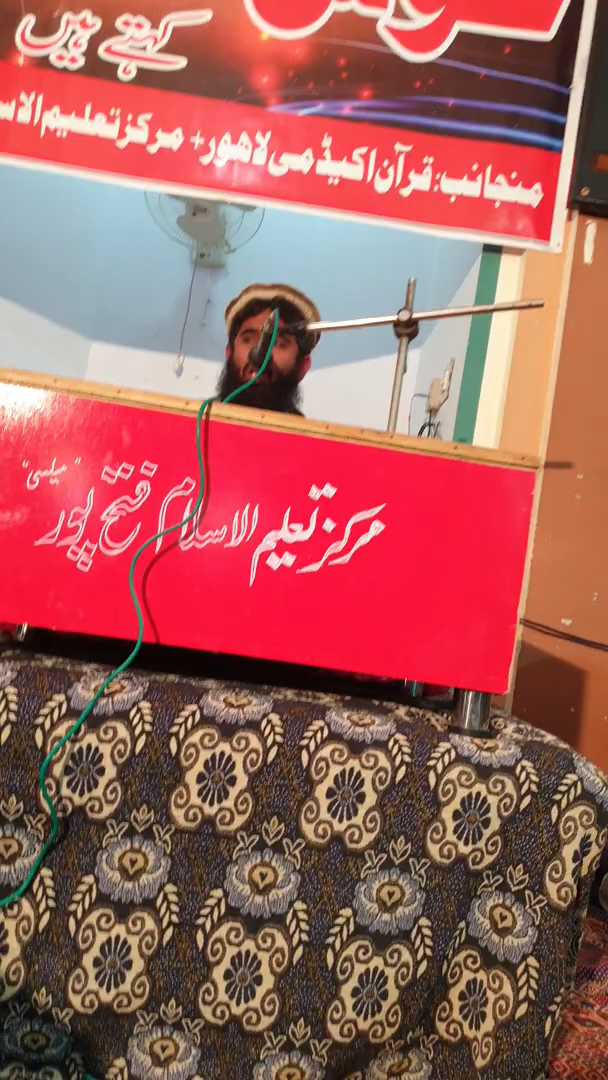 کہتے ہیں
منجانب: قرآن اکیڈمی لاہور + مرکز تعلیم الاس
مرکز تعلیم الاسلام فتح پور "میلسی"